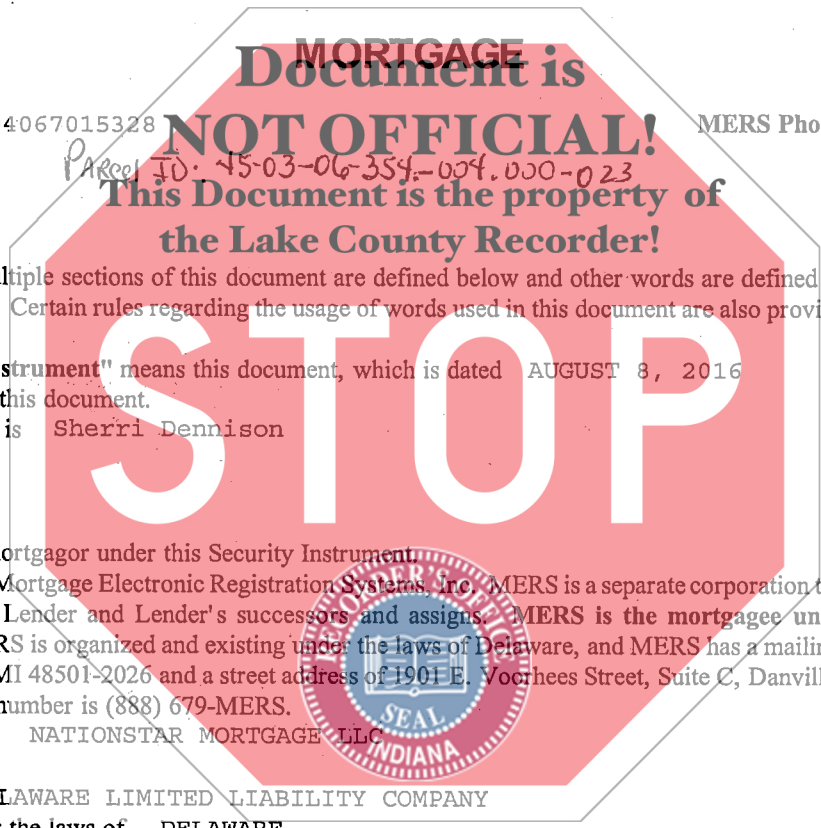 MORTGAGE
Document is
4067015328 NOT OFFICIAL! MERS Pho
Parcel ID: 45-03-06-354-004.000-023
This Document is the property of
the Lake County Recorder!
ltiple sections of this document are defined below and other words are defined
Certain rules regarding the usage of words used in this document are also provi
STOP
strument" means this document, which is dated AUGUST 8, 2016
this document.
is Sherri Dennison
ortgagor under this Security Instrument.
Mortgage Electronic Registration Systems, Inc. MERS is a separate corporation t
Lender and Lender's successors and assigns. MERS is the mortgagee un
RS is organized and existing under the laws of Delaware, and MERS has a mailin
MI 48501-2026 and a street address of 1901 E. Voorhees Street, Suite C, Danvill
number is (888) 679-MERS.
RECORDER'S OFFICE
SEAL
INDIANA
NATIONSTAR MORTGAGE LLC
LAWARE LIMITED LIABILITY COMPANY
the laws of DELAWARE